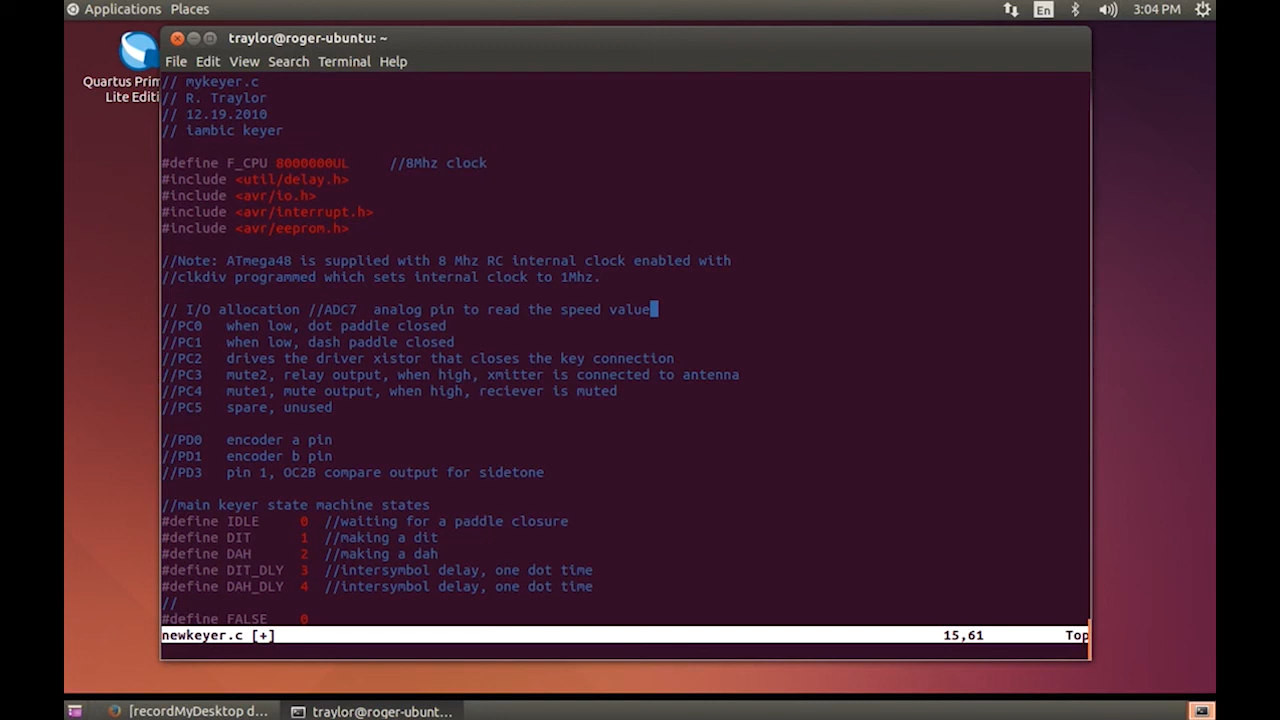 Applications Places En 3:04 PM
traylor@roger-ubuntu: ~
File Edit View Search Terminal Help
Quartus Prim
Lite Editi
// mykeyer.c
// R. Traylor
// 12.19.2010
// iambic keyer
#define F_CPU 8000000UL //8Mhz clock
#include <util/delay.h>
#include <avr/io.h>
#include <avr/interrupt.h>
#include <avr/eeprom.h>
//Note: ATmega48 is supplied with 8 Mhz RC internal clock enabled with
//clkdiv programmed which sets internal clock to 1Mhz.
// I/O allocation //ADC7 analog pin to read the speed value
//PC0 when low, dot paddle closed
//PC1 when low, dash paddle closed
//PC2 drives the driver xistor that closes the key connection
//PC3 mute2, relay output, when high, xmitter is connected to antenna
//PC4 mute1, mute output, when high, reciever is muted
//PC5 spare, unused
//PD0 encoder a pin
//PD1 encoder b pin
//PD3 pin 1, OC2B compare output for sidetone
//main keyer state machine states
#define IDLE 0 //waiting for a paddle closure
#define DIT 1 //making a dit
#define DAH 2 //making a dah
#define DIT_DLY 3 //intersymbol delay, one dot time
#define DAH_DLY 4 //intersymbol delay, one dot time
//
#define FALSE 0
newkeyer.c [+] 15,61 Top
[recordMyDesktop d... traylor@roger-ubunt...